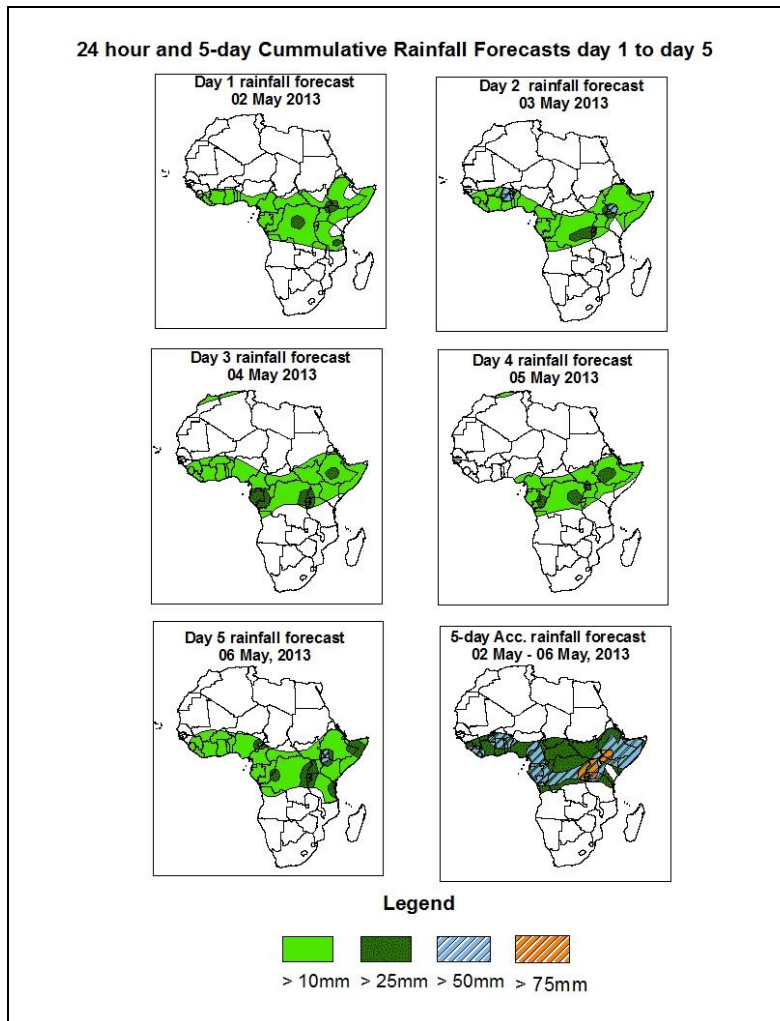 24 hour and 5-day Cummulative Rainfall Forecasts day 1 to day 5
Day 1 rainfall forecast
02 May 2013
Day 2 rainfall forecast
03 May 2013
Day 3 rainfall forecast
04 May 2013
Day 4 rainfall forecast
05 May 2013
Day 5 rainfall forecast
06 May, 2013
5-day Acc. rainfall forecast
02 May - 06 May, 2013
Legend
> 10mm > 25mm > 50mm > 75mm